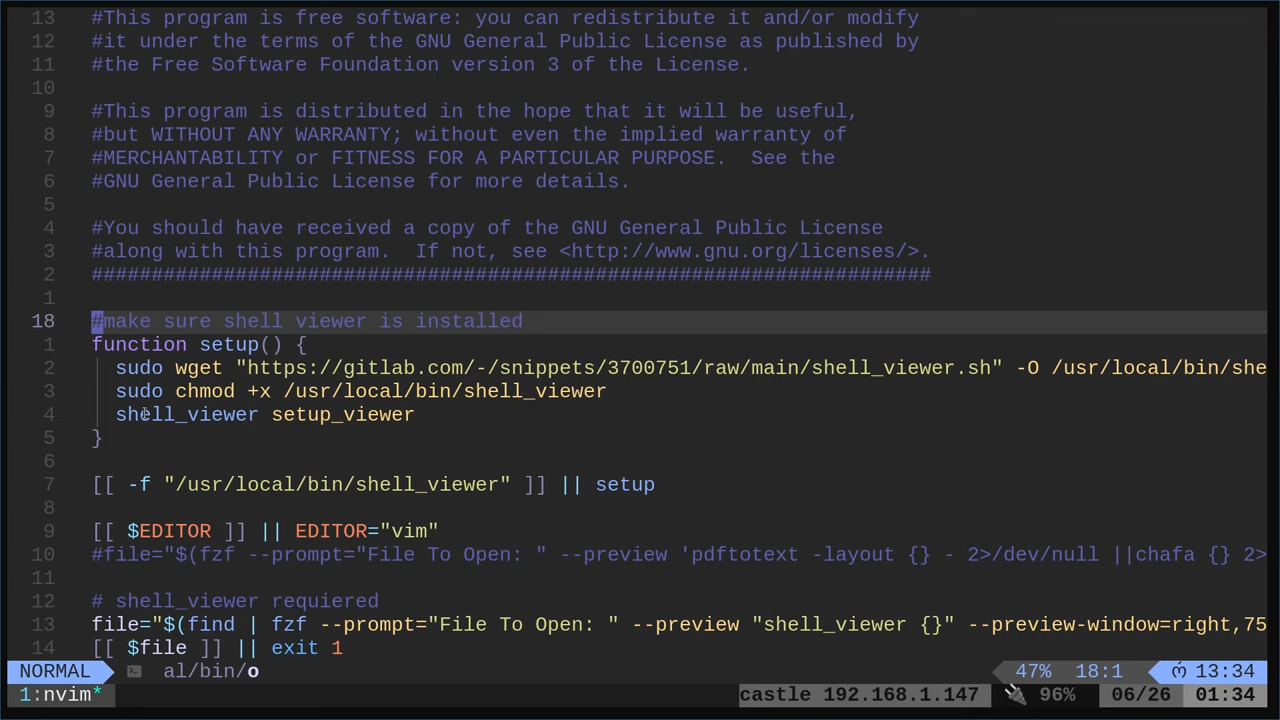 13 #This program is free software: you can redistribute it and/or modify
12 #it under the terms of the GNU General Public License as published by
11 #the Free Software Foundation version 3 of the License.
10
9 #This program is distributed in the hope that it will be useful,
8 #but WITHOUT ANY WARRANTY; without even the implied warranty of
7 #MERCHANTABILITY or FITNESS FOR A PARTICULAR PURPOSE.  See the
6 #GNU General Public License for more details.
5
4 #You should have received a copy of the GNU General Public License
3 #along with this program.  If not, see <http://www.gnu.org/licenses/>.
2 ######################################################################
1
18 #make sure shell viewer is installed
1 function setup() {
2   sudo wget "https://gitlab.com/-/snippets/3700751/raw/main/shell_viewer.sh" -O /usr/local/bin/she
3   sudo chmod +x /usr/local/bin/shell_viewer
4   shell_viewer setup_viewer
5 }
6
7 [[ -f "/usr/local/bin/shell_viewer" ]] || setup
8
9 [[ $EDITOR ]] || EDITOR="vim"
10 #file="$(fzf --prompt="File To Open: " --preview 'pdftotext -layout {} - 2>/dev/null ||chafa {} 2>
11
12 # shell_viewer requiered
13 file="$(find | fzf --prompt="File To Open: " --preview "shell_viewer {}" --preview-window=right,75
14 [[ $file ]] || exit 1
NORMAL al/bin/o 47% 18:1 13:34
1:nvim* castle 192.168.1.147 96% 06/26 01:34